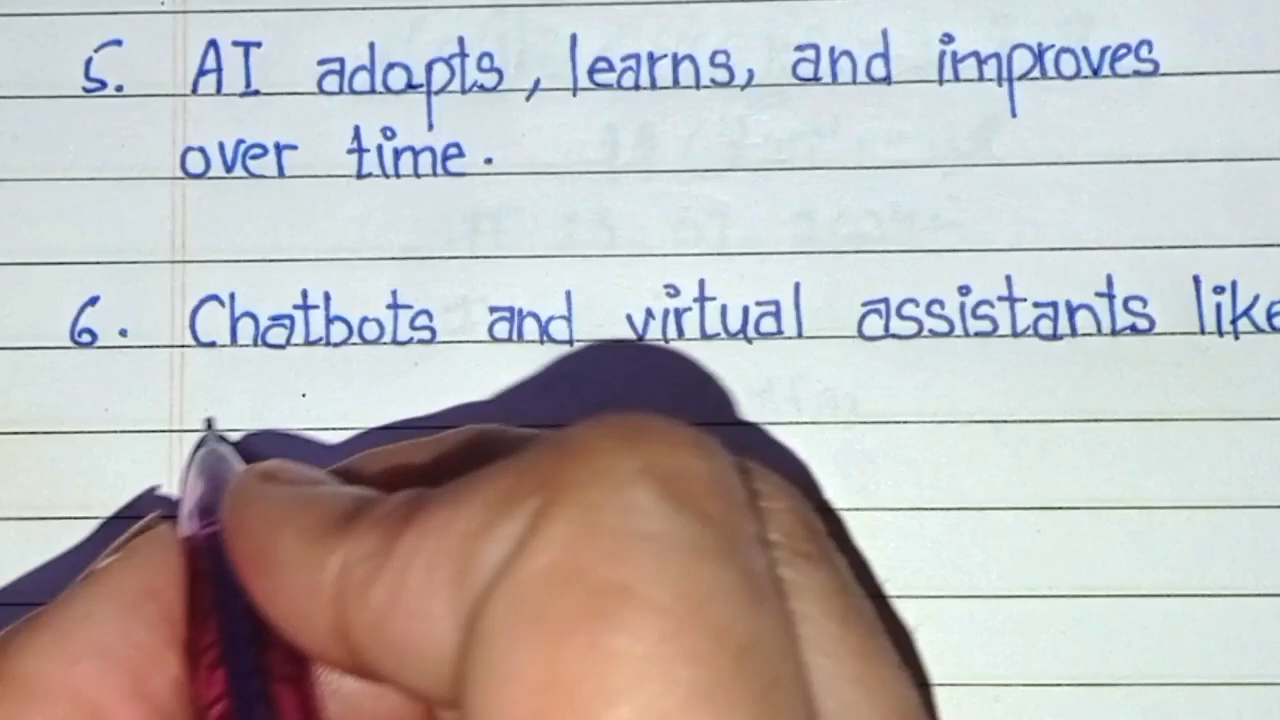 5. AI adapts, learns, and improves
over time.
6. Chatbots and virtual assistants like